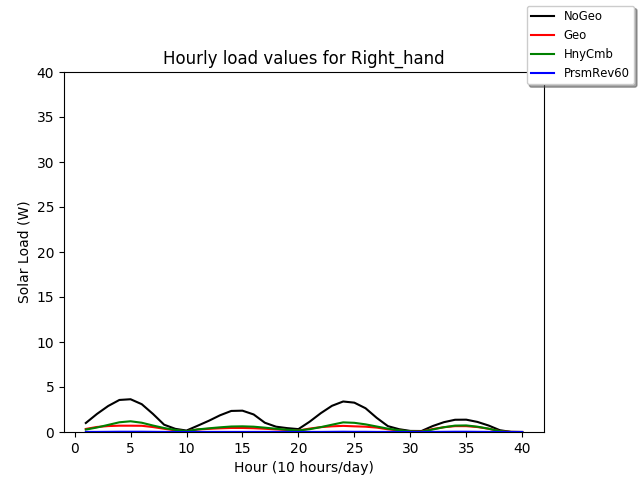 NoGeo
Geo
HnyCmb
PrsmRev60
Hourly load values for Right_hand
40
35
30
25
20
15
10
5
0
Solar Load (W)
0 5 10 15 20 25 30 35 40
Hour (10 hours/day)